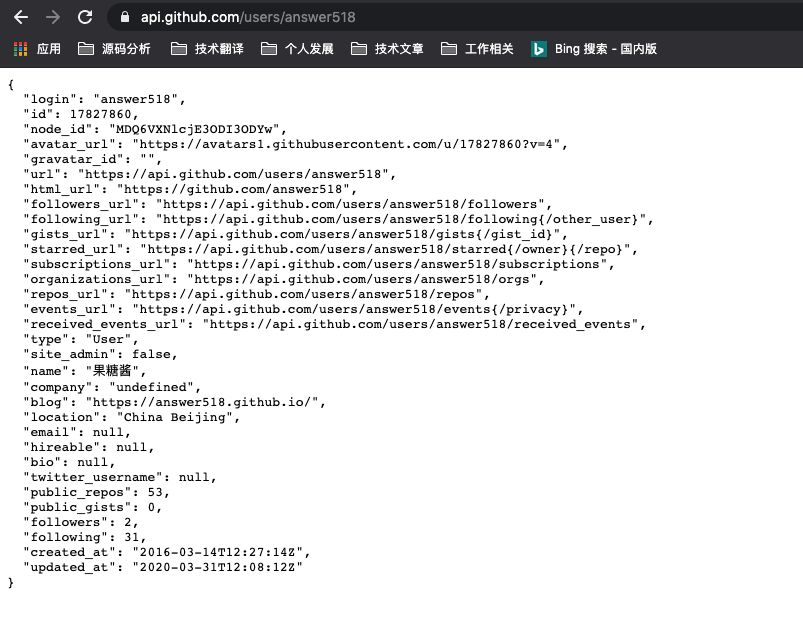 api.github.com/users/answer518
应用 源码分析 技术翻译 个人发展 技术文章 工作相关 Bing 搜索 - 国内版
{
  "login": "answer518",
  "id": 17827860,
  "node_id": "MDQ6VXNlcjE3ODI3ODYw",
  "avatar_url": "https://avatars1.githubusercontent.com/u/17827860?v=4",
  "gravatar_id": "",
  "url": "https://api.github.com/users/answer518",
  "html_url": "https://github.com/answer518",
  "followers_url": "https://api.github.com/users/answer518/followers",
  "following_url": "https://api.github.com/users/answer518/following{/other_user}",
  "gists_url": "https://api.github.com/users/answer518/gists{/gist_id}",
  "starred_url": "https://api.github.com/users/answer518/starred{/owner}{/repo}",
  "subscriptions_url": "https://api.github.com/users/answer518/subscriptions",
  "organizations_url": "https://api.github.com/users/answer518/orgs",
  "repos_url": "https://api.github.com/users/answer518/repos",
  "events_url": "https://api.github.com/users/answer518/events{/privacy}",
  "received_events_url": "https://api.github.com/users/answer518/received_events",
  "type": "User",
  "site_admin": false,
  "name": "果糖酱",
  "company": "undefined",
  "blog": "https://answer518.github.io/",
  "location": "China Beijing",
  "email": null,
  "hireable": null,
  "bio": null,
  "twitter_username": null,
  "public_repos": 53,
  "public_gists": 0,
  "followers": 2,
  "following": 31,
  "created_at": "2016-03-14T12:27:14Z",
  "updated_at": "2020-03-31T12:08:12Z"
}